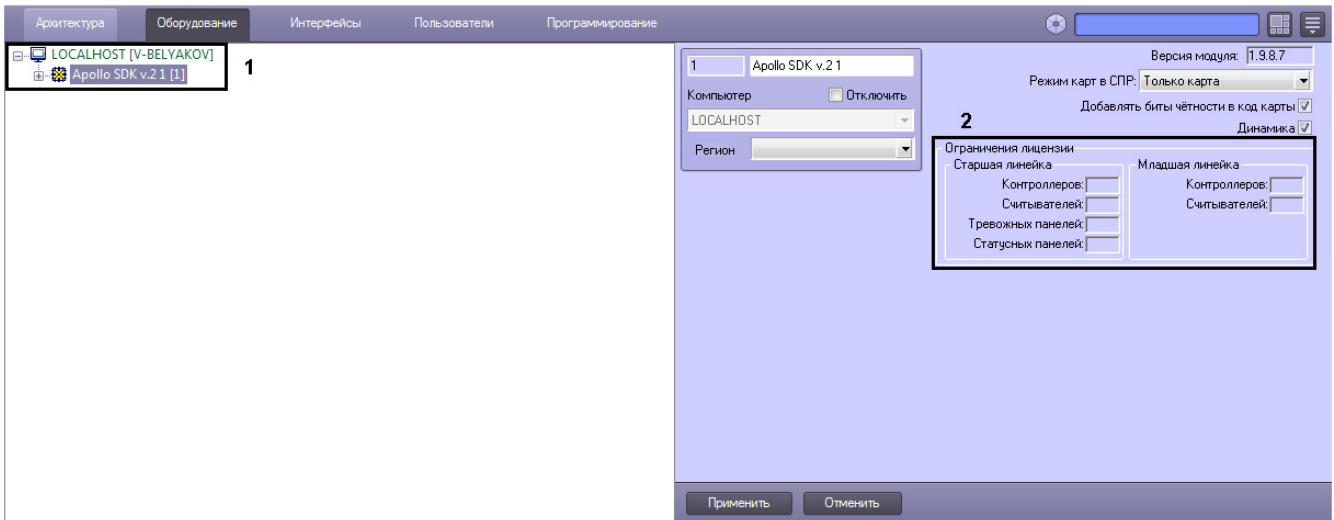 Архитектура Оборудование Интерфейсы Пользователи Программирование
LOCALHOST [V-BELYAKOV]
Apollo SDK v.2 1 [1]
1
1 Apollo SDK v.2 1
Компьютер Отключить
LOCALHOST
Регион
Версия модуля: 1.9.8.7
Режим карт в СПР: Только карта
Добавлять биты чётности в код карты
2
Динамика
Ограничения лицензии
Старшая линейка Младшая линейка
Контроллеров: Контроллеров:
Считывателей: Считывателей:
Тревожных панелей:
Статусных панелей:
Применить Отменить